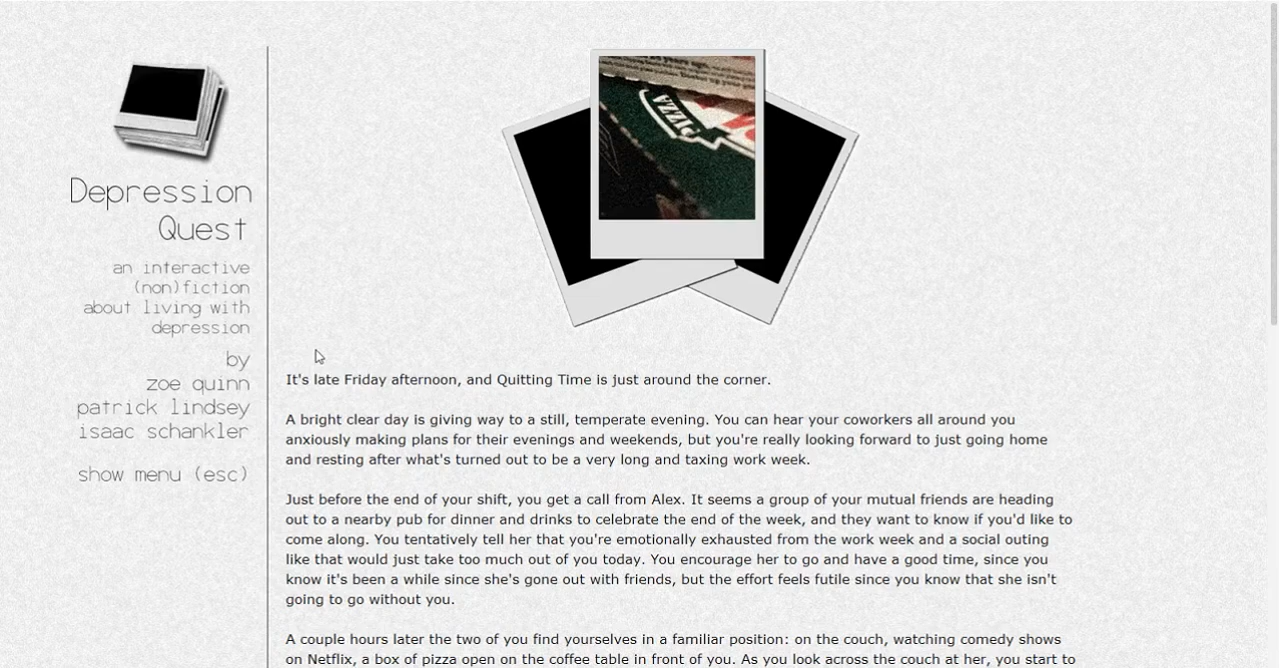 Depression
Quest
an interactive
(non)fiction
about living with
depression
by
zoe quinn
patrick lindsey
isaac schankler
show menu (esc)
PIZZA
It's late Friday afternoon, and Quitting Time is just around the corner.
A bright clear day is giving way to a still, temperate evening. You can hear your coworkers all around you
anxiously making plans for their evenings and weekends, but you're really looking forward to just going home
and resting after what's turned out to be a very long and taxing work week.
Just before the end of your shift, you get a call from Alex. It seems a group of your mutual friends are heading
out to a nearby pub for dinner and drinks to celebrate the end of the week, and they want to know if you'd like to
come along. You tentatively tell her that you're emotionally exhausted from the work week and a social outing
like that would just take too much out of you today. You encourage her to go and have a good time, since you
know it's been a while since she's gone out with friends, but the effort feels futile since you know that she isn't
going to go without you.
A couple hours later the two of you find yourselves in a familiar position: on the couch, watching comedy shows
on Netflix, a box of pizza open on the coffee table in front of you. As you look across the couch at her, you start to